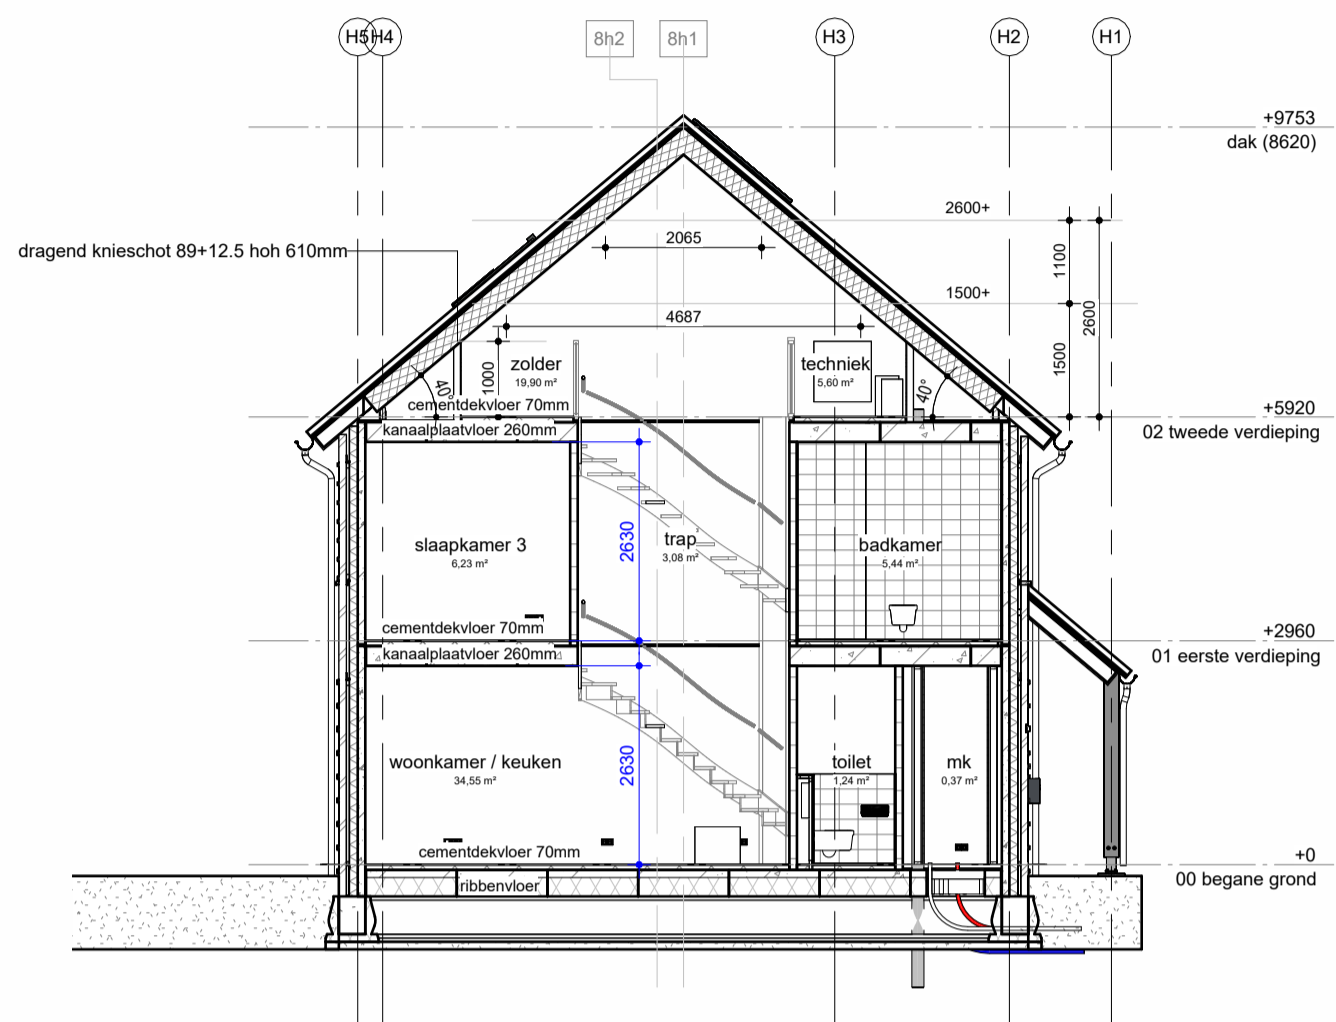 H5
H4
8h2
8h1
H3
H2
H1
+9753
dak (8620)
2600+
2065
dragend knieschot 89+12.5 hoh 610mm
1100
1500+
4687
2600
1500
zolder
19,90 m²
techniek
5,60 m²
1000
40°
40°
cementdekvloer 70mm
+5920
kanaalplaatvloer 260mm
02 tweede verdieping
2630
slaapkamer 3
6,23 m²
trap
3,08 m²
badkamer
5,44 m²
cementdekvloer 70mm
+2960
kanaalplaatvloer 260mm
01 eerste verdieping
2630
woonkamer / keuken
34,55 m²
toilet
1,24 m²
mk
0,37 m²
cementdekvloer 70mm
+0
ribbenvloer
00 begane grond